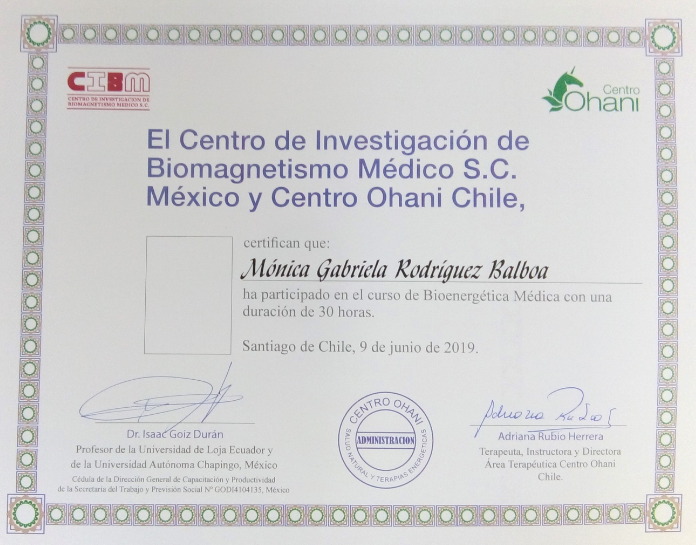 CIBM
CENTRO DE INVESTIGACIÓN DE
BIOMAGNETISMO MEDICO S.C.
Centro
Ohani
El Centro de Investigación de
Biomagnetismo Médico S.C.
México y Centro Ohani Chile,
certifican que:
Mónica Gabriela Rodríguez Balboa
ha participado en el curso de Bioenergética Médica con una
duración de 30 horas.
Santiago de Chile, 9 de junio de 2019.
Dr. Isaac Goiz Durán
Profesor de la Universidad de Loja Ecuador y
de la Universidad Autónoma Chapingo, México
Cédula de la Dirección General de Capacitación y Productividad
de la Secretaría del Trabajo y Previsión Social Nº GODI4104135, México
CENTRO OHANI
ADMINISTRACION
SALUD NATURAL Y TERAPIAS ENERGETICAS
Adriana Rubio Herrera
Terapeuta, Instructora y Directora
Área Terapéutica Centro Ohani
Chile.